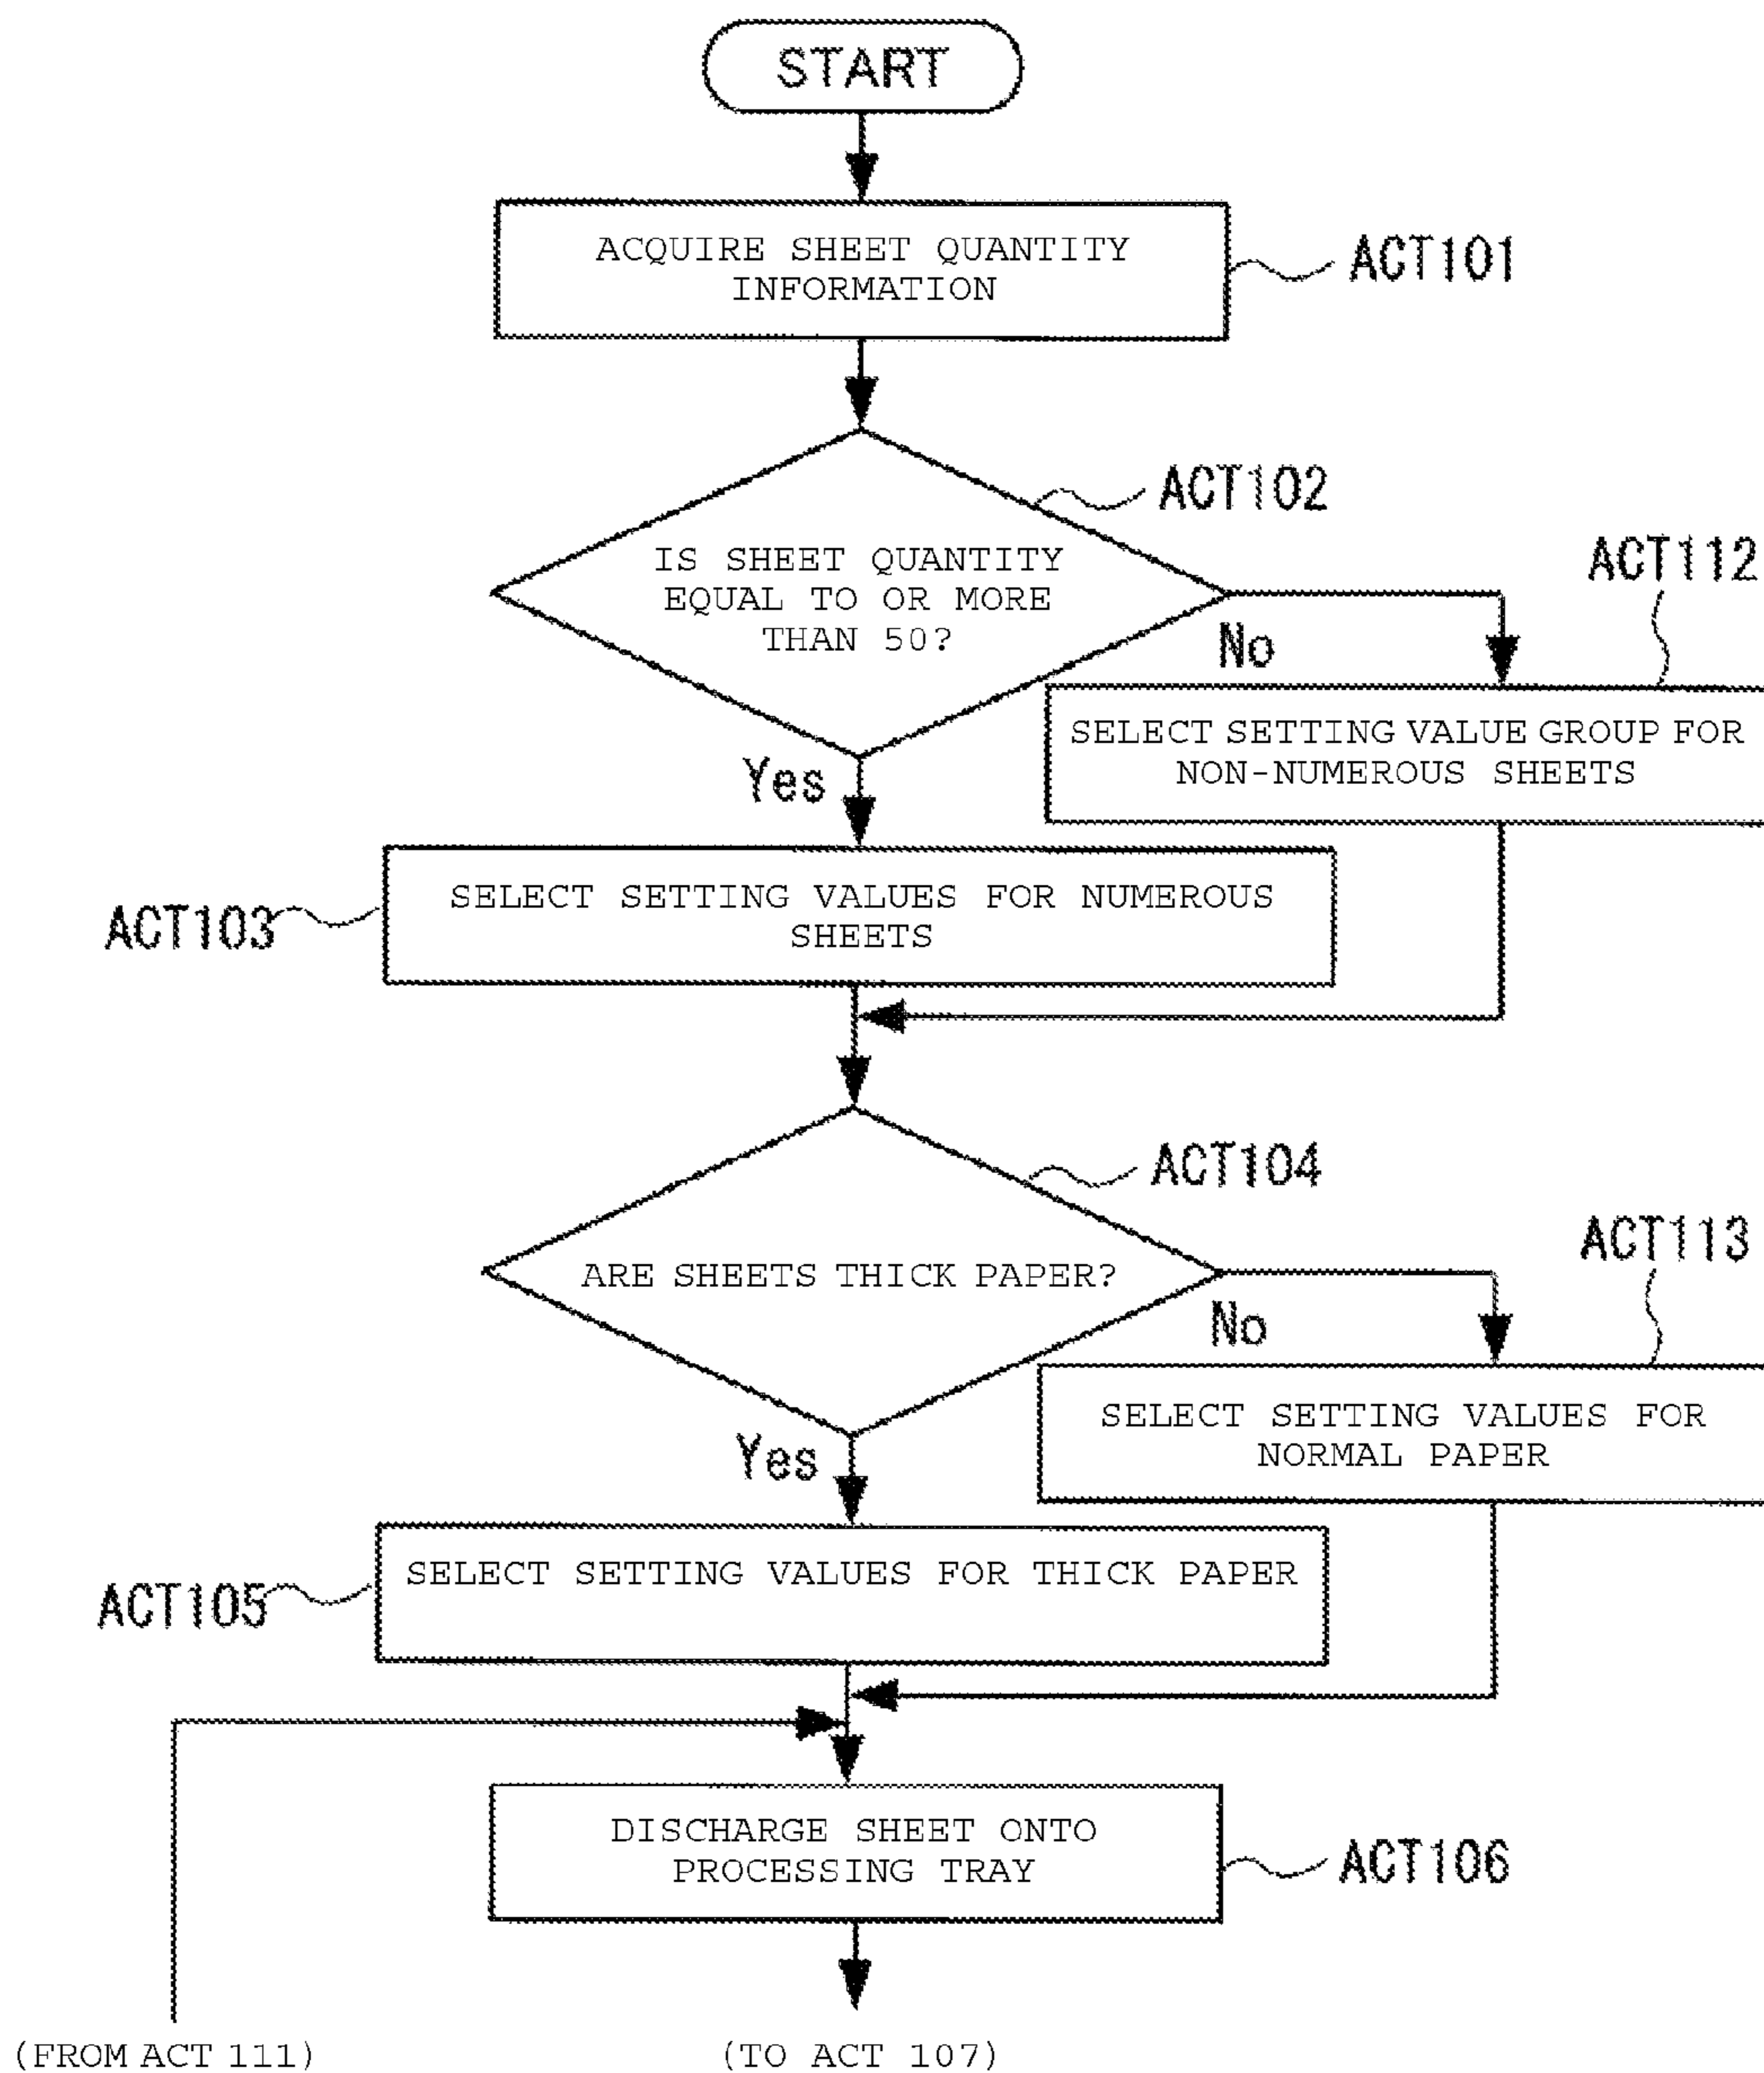 START
ACQUIRE SHEET QUANTITY
INFORMATION
ACT101
ACT102
IS SHEET QUANTITY
EQUAL TO OR MORE
THAN 50?
No
ACT112
SELECT SETTING VALUE GROUP FOR
NON-NUMEROUS SHEETS
Yes
ACT103
SELECT SETTING VALUES FOR NUMEROUS
SHEETS
ACT104
ARE SHEETS THICK PAPER?
No
ACT113
SELECT SETTING VALUES FOR
NORMAL PAPER
Yes
ACT105
SELECT SETTING VALUES FOR THICK PAPER
DISCHARGE SHEET ONTO
PROCESSING TRAY
ACT106
(FROM ACT 111)
(TO ACT 107)